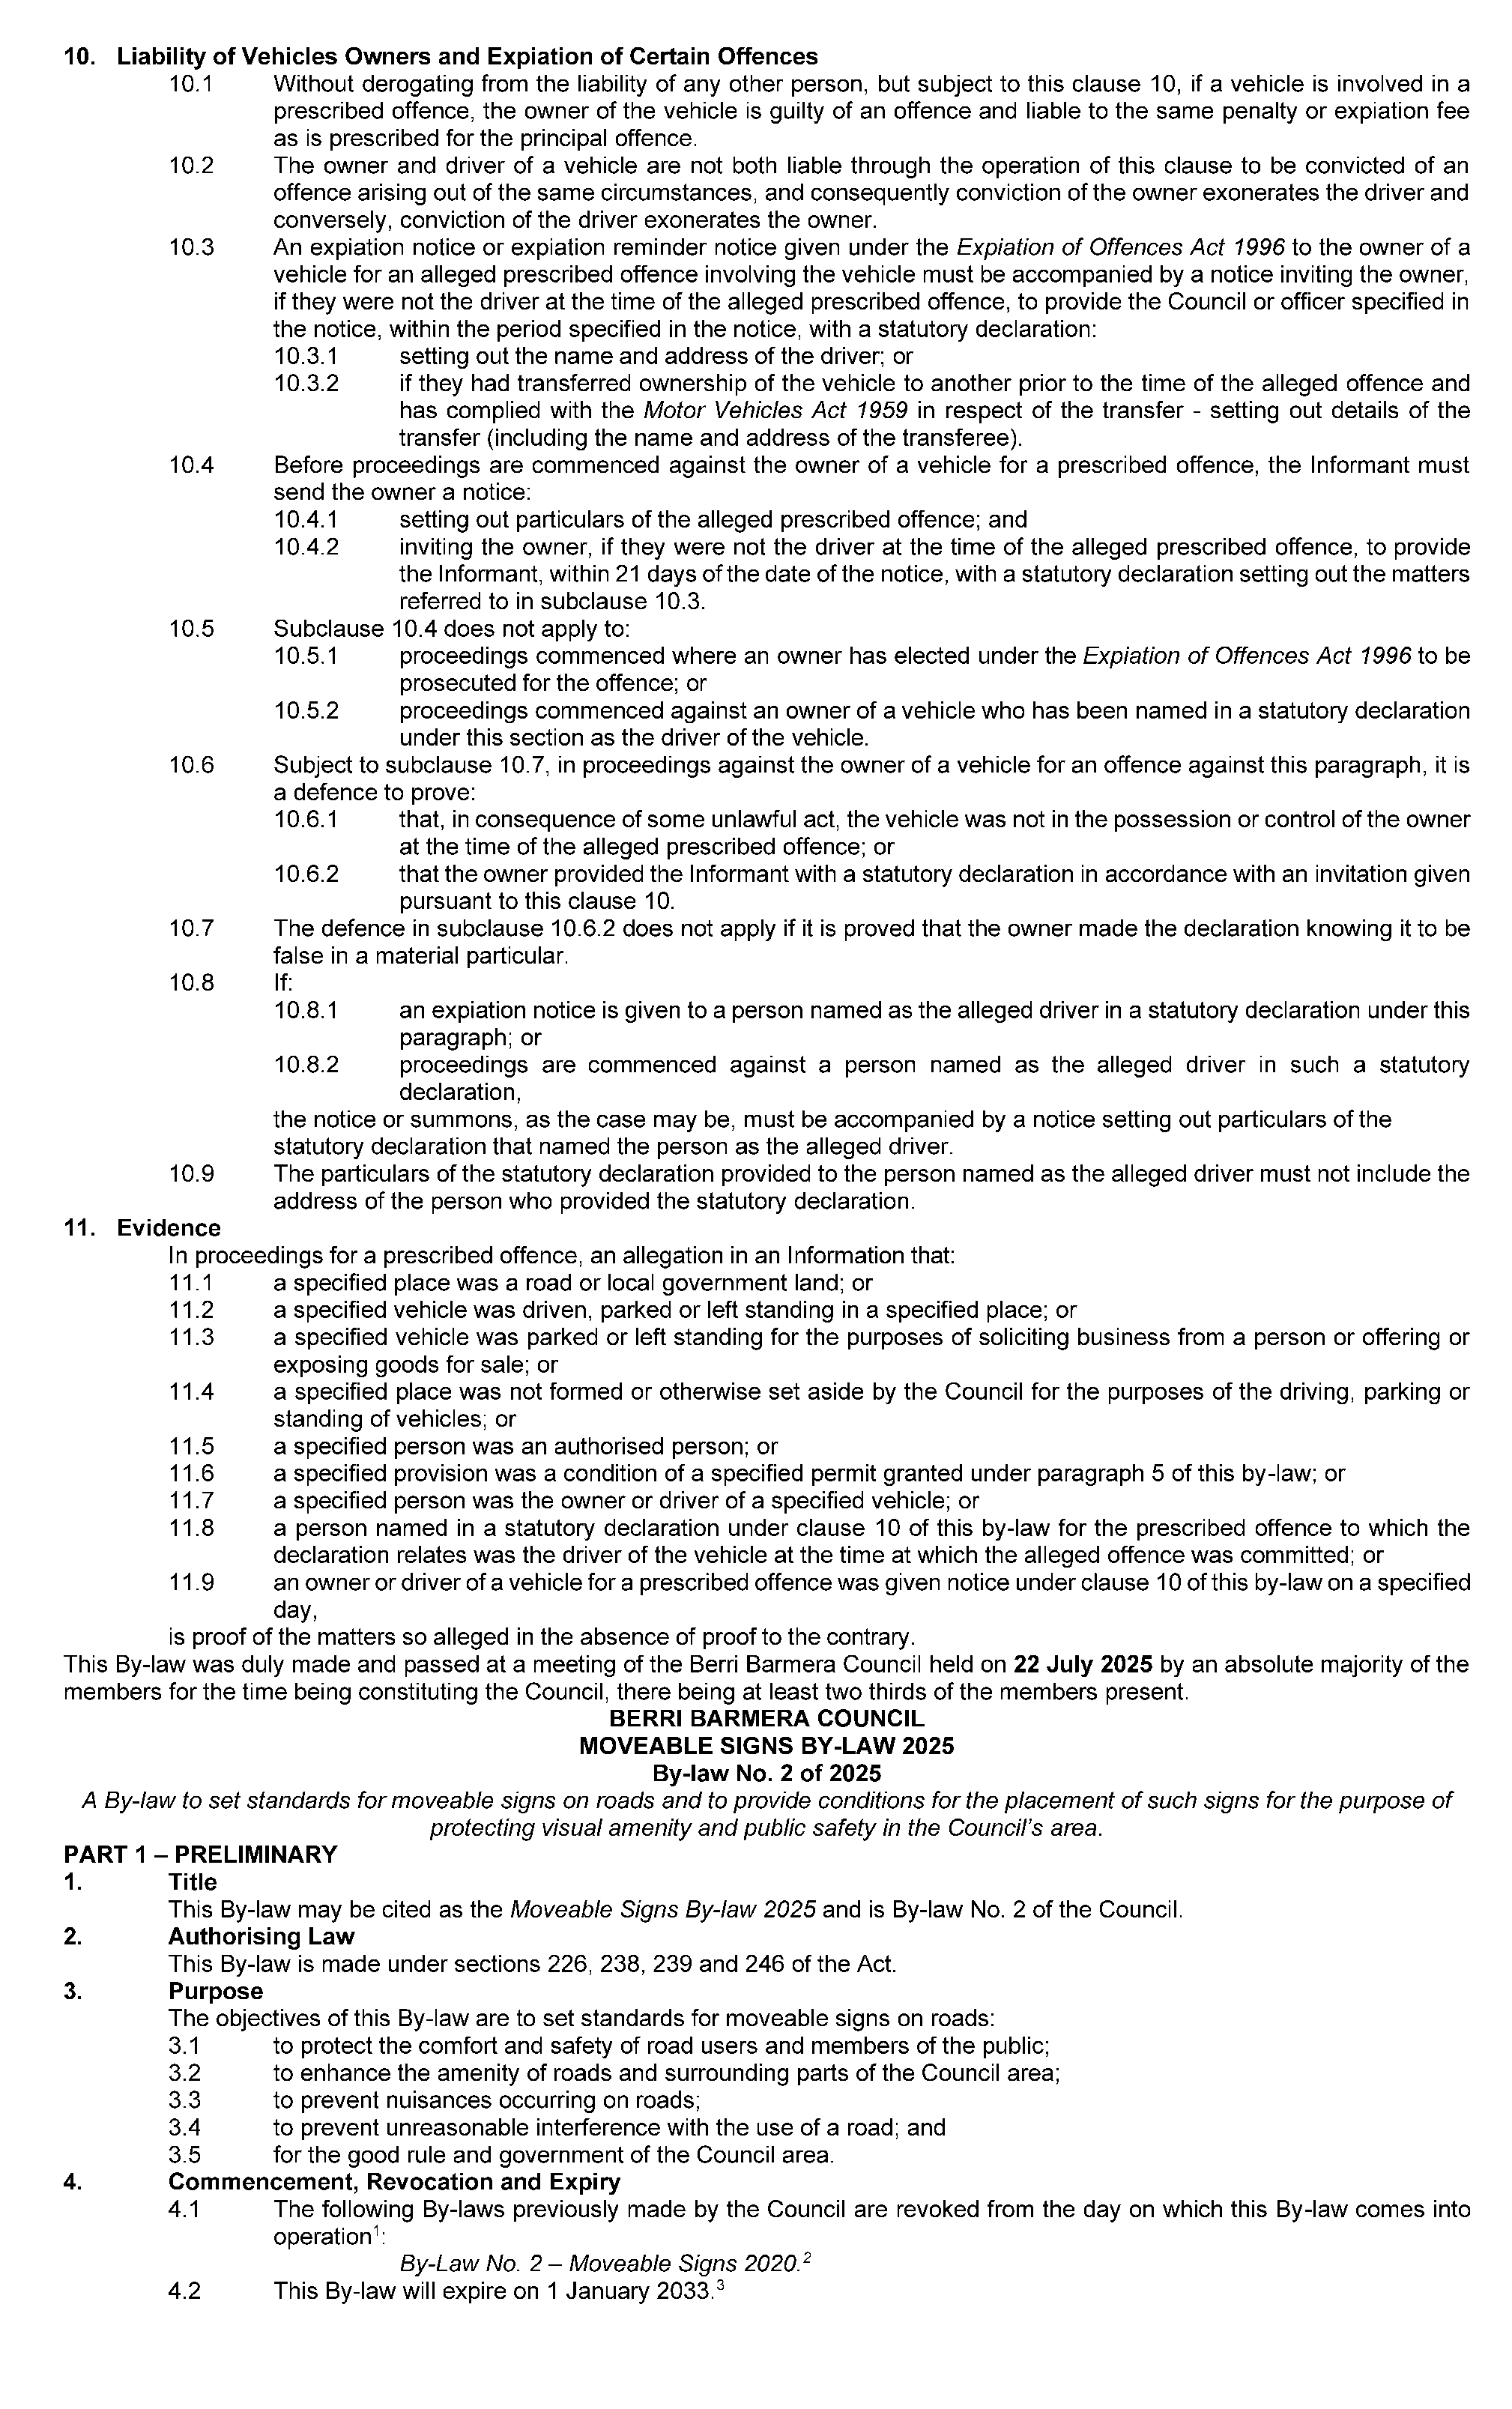 10. Liability of Vehicles Owners and Expiation of Certain Offences
10.1 Without derogating from the liability of any other person, but subject to this clause 10, if a vehicle is involved in a
prescribed offence, the owner of the vehicle is guilty of an offence and liable to the same penalty or expiation fee
as is prescribed for the principal offence.
10.2 The owner and driver of a vehicle are not both liable through the operation of this clause to be convicted of an
offence arising out of the same circumstances, and consequently conviction of the owner exonerates the driver and
conversely, conviction of the driver exonerates the owner.
10.3 An expiation notice or expiation reminder notice given under the Expiation of Offences Act 1996 to the owner of a
vehicle for an alleged prescribed offence involving the vehicle must be accompanied by a notice inviting the owner,
if they were not the driver at the time of the alleged prescribed offence, to provide the Council or officer specified in
the notice, within the period specified in the notice, with a statutory declaration:
10.3.1 setting out the name and address of the driver; or
10.3.2 if they had transferred ownership of the vehicle to another prior to the time of the alleged offence and
has complied with the Motor Vehicles Act 1959 in respect of the transfer - setting out details of the
transfer (including the name and address of the transferee).
10.4 Before proceedings are commenced against the owner of a vehicle for a prescribed offence, the Informant must
send the owner a notice:
10.4.1 setting out particulars of the alleged prescribed offence; and
10.4.2 inviting the owner, if they were not the driver at the time of the alleged prescribed offence, to provide
the Informant, within 21 days of the date of the notice, with a statutory declaration setting out the matters
referred to in subclause 10.3.
10.5 Subclause 10.4 does not apply to:
10.5.1 proceedings commenced where an owner has elected under the Expiation of Offences Act 1996 to be
prosecuted for the offence; or
10.5.2 proceedings commenced against an owner of a vehicle who has been named in a statutory declaration
under this section as the driver of the vehicle.
10.6 Subject to subclause 10.7, in proceedings against the owner of a vehicle for an offence against this paragraph, it is
a defence to prove:
10.6.1 that, in consequence of some unlawful act, the vehicle was not in the possession or control of the owner
at the time of the alleged prescribed offence; or
10.6.2 that the owner provided the Informant with a statutory declaration in accordance with an invitation given
pursuant to this clause 10.
10.7 The defence in subclause 10.6.2 does not apply if it is proved that the owner made the declaration knowing it to be
false in a material particular.
10.8 If:
10.8.1 an expiation notice is given to a person named as the alleged driver in a statutory declaration under this
paragraph; or
10.8.2 proceedings are commenced against a person named as the alleged driver in such a statutory
declaration,
the notice or summons, as the case may be, must be accompanied by a notice setting out particulars of the
statutory declaration that named the person as the alleged driver.
10.9 The particulars of the statutory declaration provided to the person named as the alleged driver must not include the
address of the person who provided the statutory declaration.
11. Evidence
In proceedings for a prescribed offence, an allegation in an Information that:
11.1 a specified place was a road or local government land; or
11.2 a specified vehicle was driven, parked or left standing in a specified place; or
11.3 a specified vehicle was parked or left standing for the purposes of soliciting business from a person or offering or
exposing goods for sale; or
11.4 a specified place was not formed or otherwise set aside by the Council for the purposes of the driving, parking or
standing of vehicles; or
11.5 a specified person was an authorised person; or
11.6 a specified provision was a condition of a specified permit granted under paragraph 5 of this by-law; or
11.7 a specified person was the owner or driver of a specified vehicle; or
11.8 a person named in a statutory declaration under clause 10 of this by-law for the prescribed offence to which the
declaration relates was the driver of the vehicle at the time at which the alleged offence was committed; or
11.9 an owner or driver of a vehicle for a prescribed offence was given notice under clause 10 of this by-law on a specified
day,
is proof of the matters so alleged in the absence of proof to the contrary.
This By-law was duly made and passed at a meeting of the Berri Barmera Council held on 22 July 2025 by an absolute majority of the
members for the time being constituting the Council, there being at least two thirds of the members present.
BERRI BARMERA COUNCIL
MOVEABLE SIGNS BY-LAW 2025
By-law No. 2 of 2025
A By-law to set standards for moveable signs on roads and to provide conditions for the placement of such signs for the purpose of
protecting visual amenity and public safety in the Council's area.
PART 1 – PRELIMINARY
1. Title
This By-law may be cited as the Moveable Signs By-law 2025 and is By-law No. 2 of the Council.
2. Authorising Law
This By-law is made under sections 226, 238, 239 and 246 of the Act.
3. Purpose
The objectives of this By-law are to set standards for moveable signs on roads:
3.1 to protect the comfort and safety of road users and members of the public;
3.2 to enhance the amenity of roads and surrounding parts of the Council area;
3.3 to prevent nuisances occurring on roads;
3.4 to prevent unreasonable interference with the use of a road; and
3.5 for the good rule and government of the Council area.
4. Commencement, Revocation and Expiry
4.1 The following By-laws previously made by the Council are revoked from the day on which this By-law comes into
operation¹:
By-Law No. 2 – Moveable Signs 2020.²
4.2 This By-law will expire on 1 January 2033.³